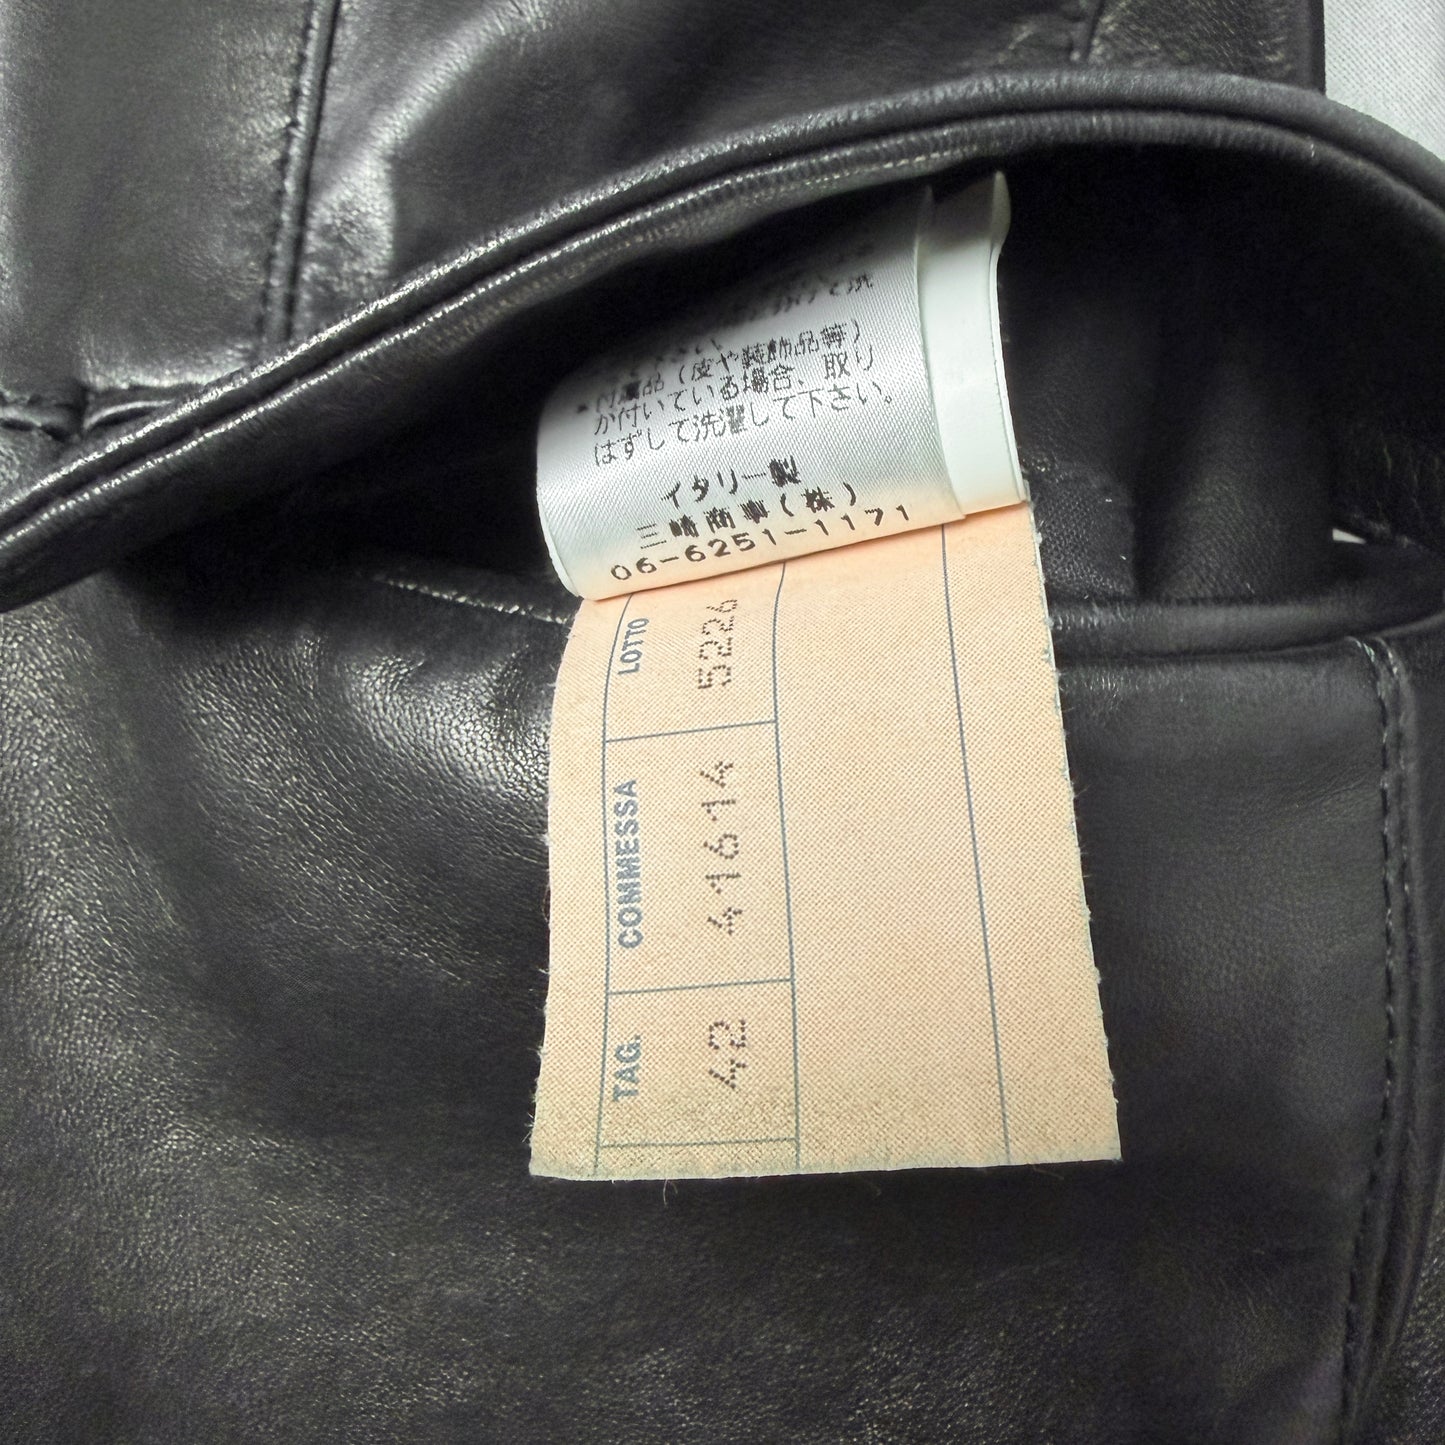 付属品(皮や装飾品等)
が付いている場合、取り
はずして洗濯して下さい。
イタリー製
三崎商事(株)
06-6251-1171
LOTTO 5226
COMMESSA 41614
TAG. 42